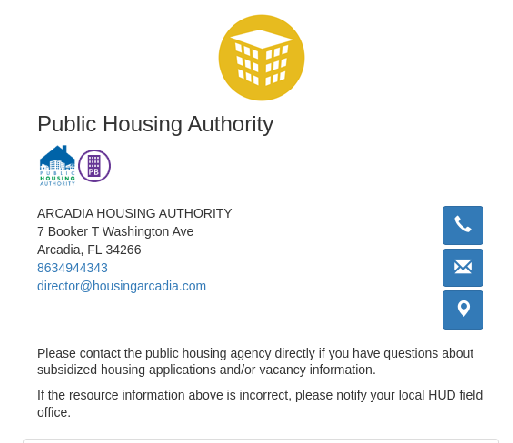 Public Housing Authority
PUBLIC
HOUSING
AUTHORITY
PB
ARCADIA HOUSING AUTHORITY
7 Booker T Washington Ave
Arcadia, FL 34266
8634944343
director@housingarcadia.com
Please contact the public housing agency directly if you have questions about
subsidized housing applications and/or vacancy information.
If the resource information above is incorrect, please notify your local HUD field
office.